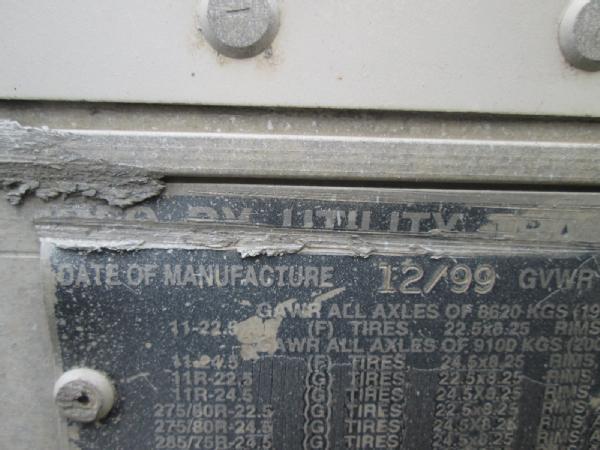 BY UTILITY
DATE OF MANUFACTURE 12/99 GVWR
GAWR ALL AXLES OF 8620 KGS (19
11-22.5 (F) TIRES, 22.5x8.25 RIMS
GAWR ALL AXLES OF 9100 KGS (20
11-24.5 (F) TIRES, 24.5x8.25 RIMS
11R-22.5 (G) TIRES, 22.5x8.25 RIMS
11R-24.5 (G) TIRES, 24.5x8.25 RIMS
275/80R-22.5 (G) TIRES, 22.5x8.25 RIMS
275/80R-24.5 (G) TIRES, 24.5x8.25 RIMS
285/75R-24.5 (G) TIRES, 24.5x8.25 RIMS